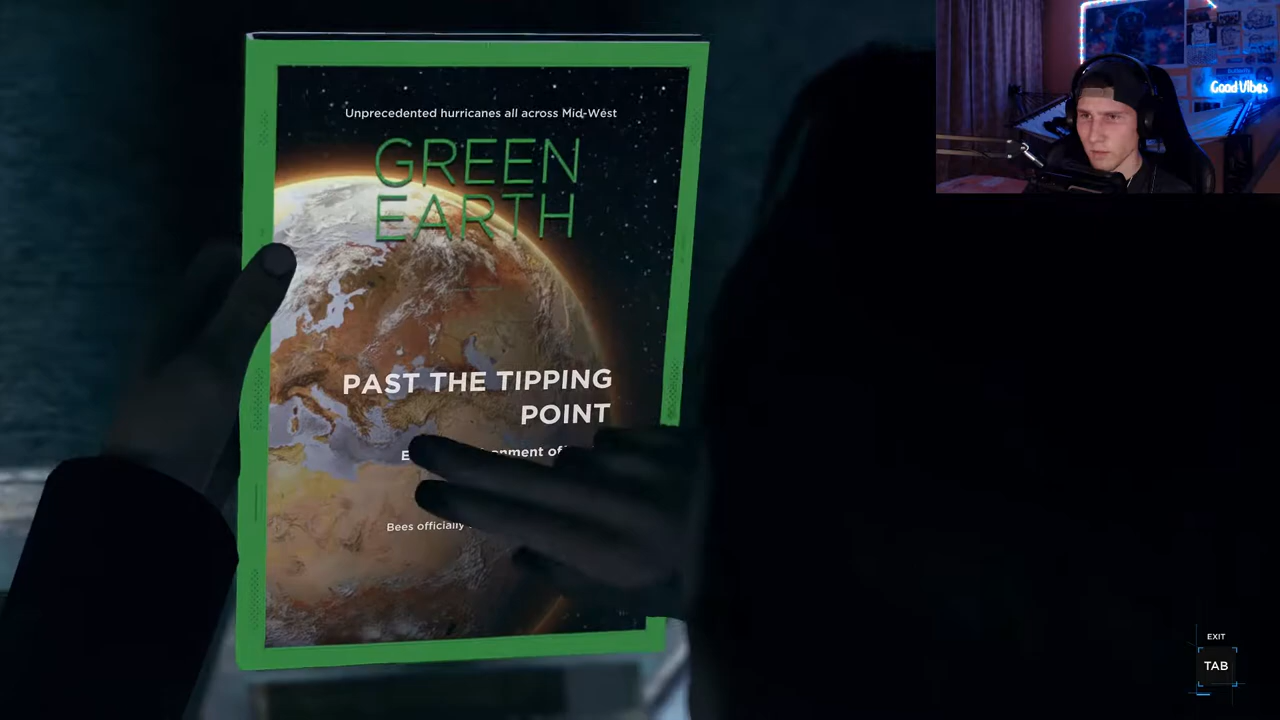 Unprecedented hurricanes all across Mid-West
GREEN
EARTH
PAST THE TIPPING
POINT
Bees officially
Good Vibes
EXIT
TAB